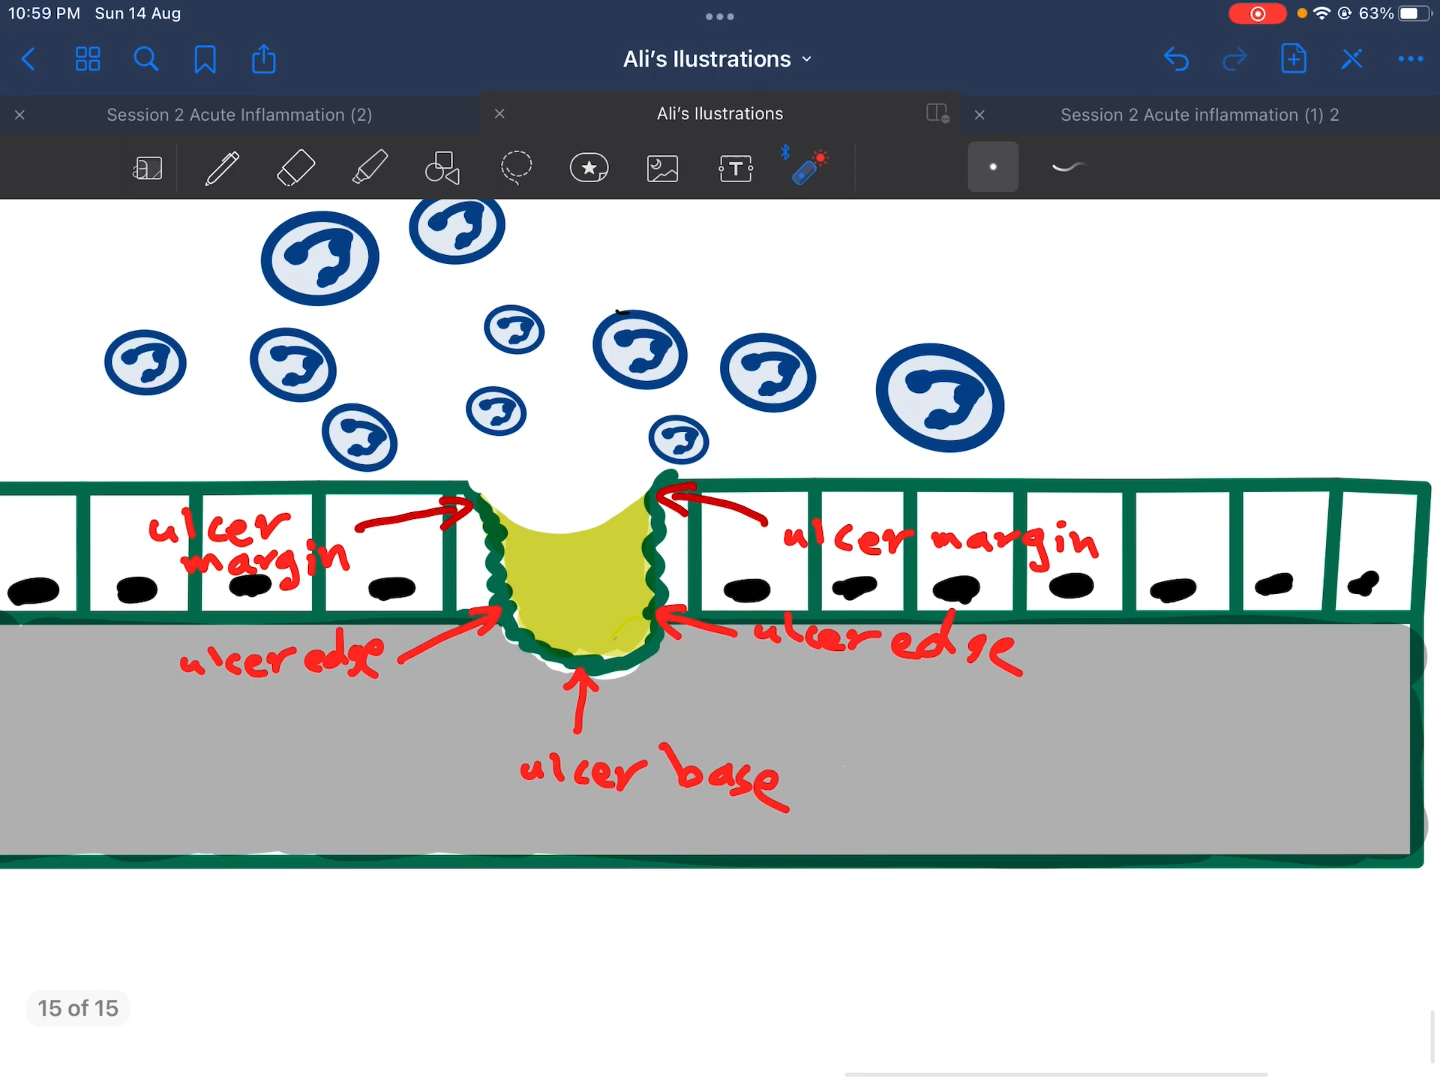 10:59 PM Sun 14 Aug
63%
Ali's Ilustrations
Session 2 Acute Inflammation (2)
Ali's Ilustrations
Session 2 Acute inflammation (1) 2
a
T
ulcer
margin
ulcer margin
ulcer edge
ulcer edge
ulcer base
15 of 15